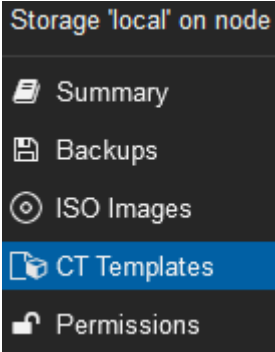 Storage 'local' on node
Summary
Backups
ISO Images
CT Templates
Permissions